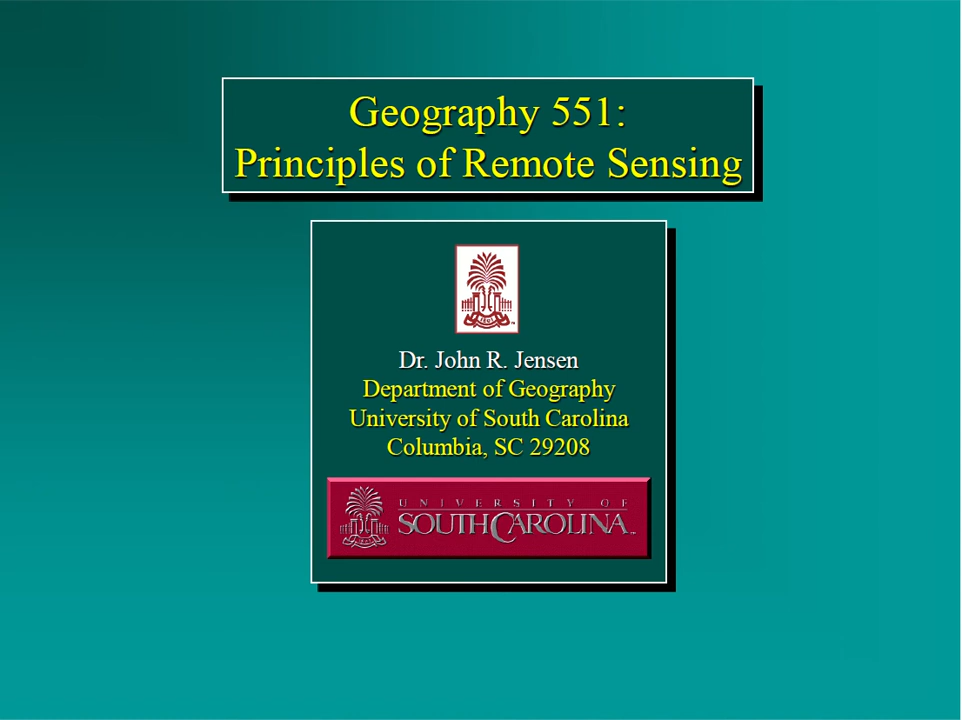 Geography 551:
Principles of Remote Sensing
Dr. John R. Jensen
Department of Geography
University of South Carolina
Columbia, SC 29208
UNIVERSITY OF
SOUTH CAROLINA™